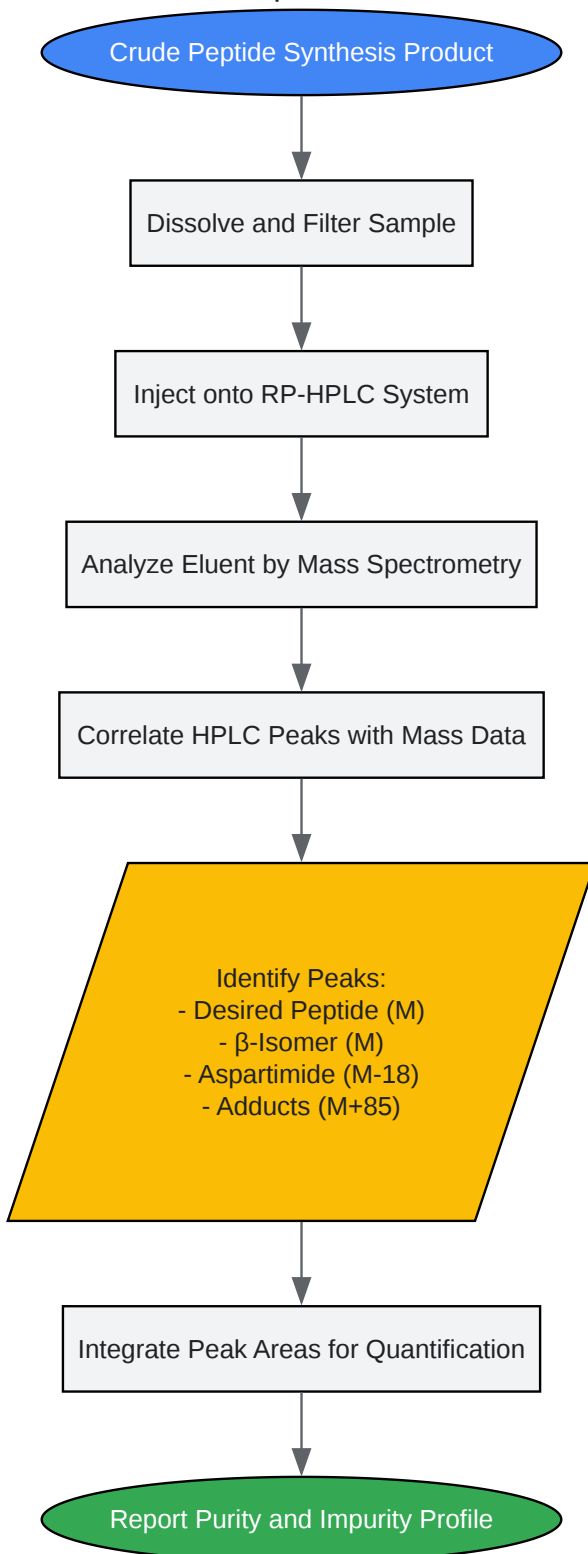 Crude Peptide Synthesis Product
Dissolve and Filter Sample
Inject onto RP-HPLC System
Analyze Eluent by Mass Spectrometry
Correlate HPLC Peaks with Mass Data
Identify Peaks:
- Desired Peptide (M)
- β-Isomer (M)
- Aspartimide (M-18)
- Adducts (M+85)
Integrate Peak Areas for Quantification
Report Purity and Impurity Profile